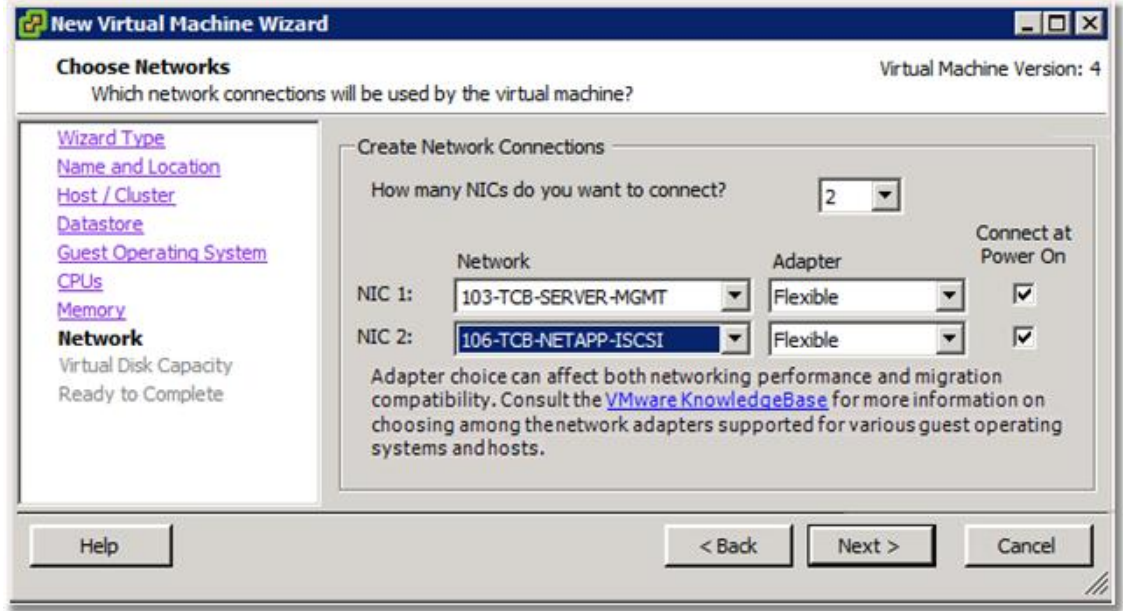 New Virtual Machine Wizard
Choose Networks
Virtual Machine Version: 4
Which network connections will be used by the virtual machine?
Wizard Type
Name and Location
Host / Cluster
Datastore
Guest Operating System
CPUs
Memory
Network
Virtual Disk Capacity
Ready to Complete
Create Network Connections
How many NICs do you want to connect?
2
Network
Adapter
Connect at
Power On
NIC 1:
103-TCB-SERVER-MGMT
Flexible
NIC 2:
106-TCB-NETAPP-ISCSI
Flexible
Adapter choice can affect both networking performance and migration
compatibility. Consult the VMware KnowledgeBase for more information on
choosing among thenetwork adapters supported for various guest operating
systems and hosts.
Help
< Back
Next >
Cancel